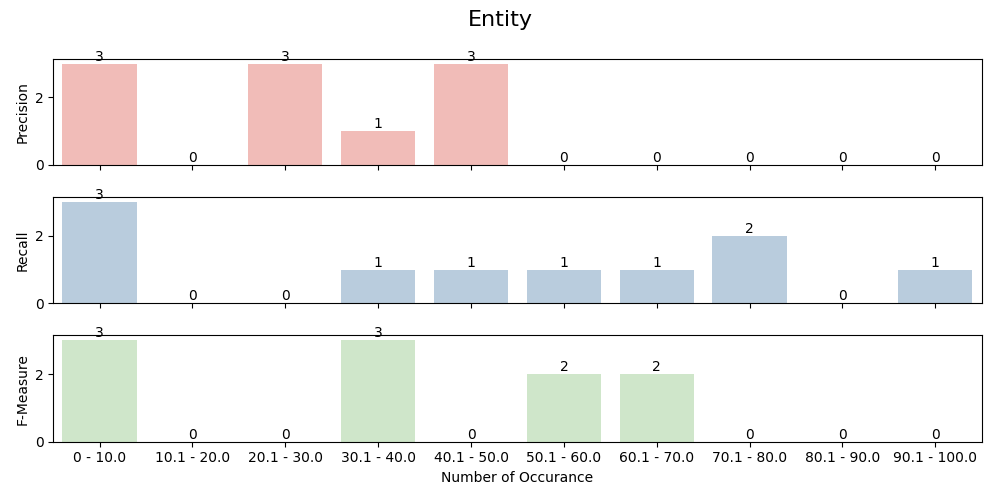 Entity
Precision
2
0
3 0 3 1 3 0 0 0 0 0
Recall
2
0
3 0 0 1 1 1 1 2 0 1
F-Measure
2
0
3 0 0 3 0 2 2 0 0 0
0 - 10.0 10.1 - 20.0 20.1 - 30.0 30.1 - 40.0 40.1 - 50.0 50.1 - 60.0 60.1 - 70.0 70.1 - 80.0 80.1 - 90.0 90.1 - 100.0
Number of Occurance